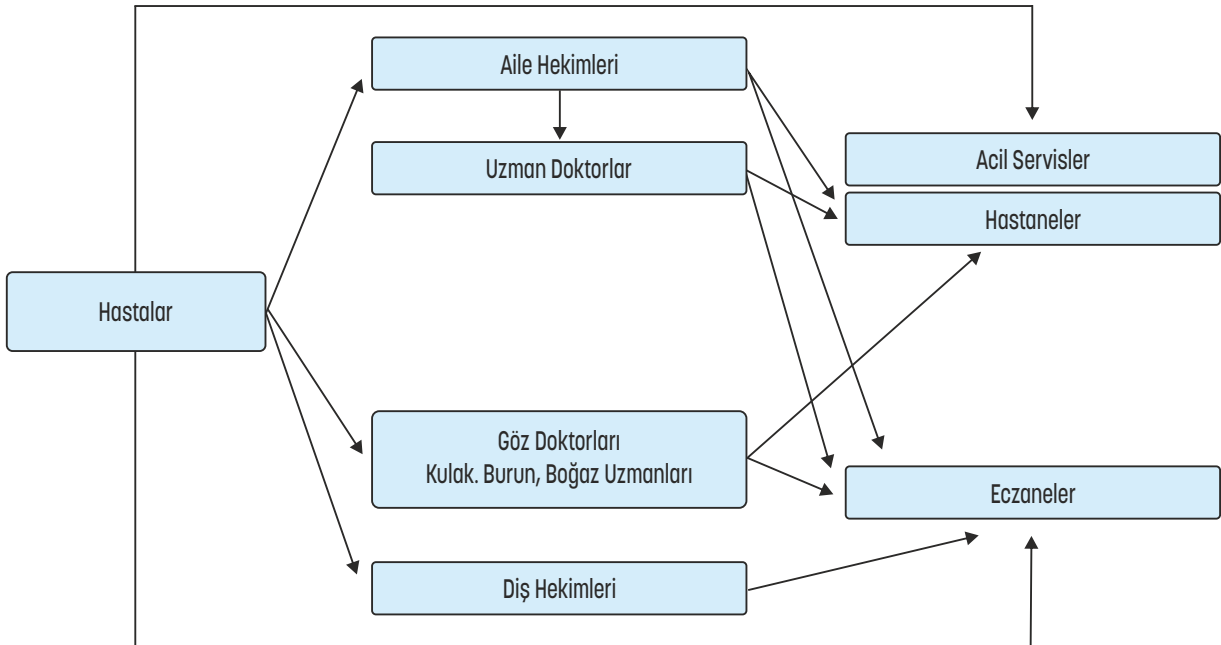 Aile Hekimleri
Uzman Doktorlar
Acil Servisler
Hastaneler
Hastalar
Göz Doktorları
Kulak. Burun, Boğaz Uzmanları
Eczaneler
Diş Hekimleri